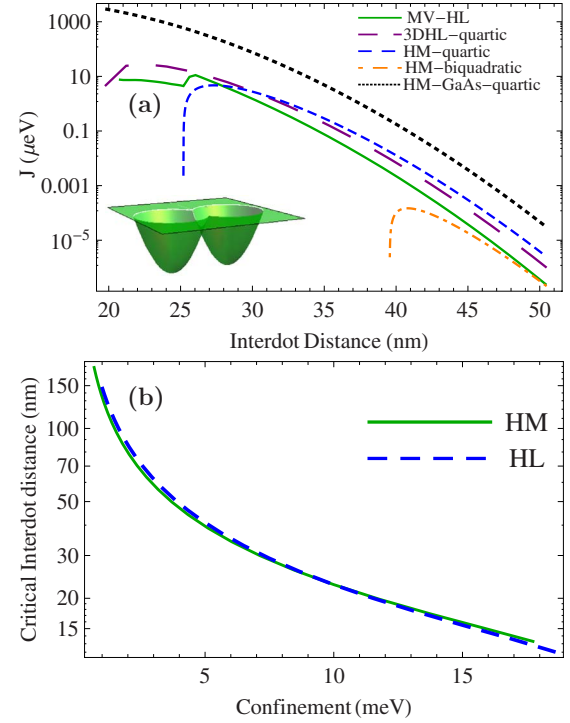 MV–HL
3DHL–quartic
HM–quartic
HM–biquadratic
HM–GaAs–quartic
(a)
J (μeV)
1000
10
0.1
0.001
10⁻⁵
20 25 30 35 40 45 50
Interdot Distance (nm)
(b)
HM
HL
Critical Interdot distance (nm)
150
100
70
50
30
20
15
5 10 15
Confinement (meV)